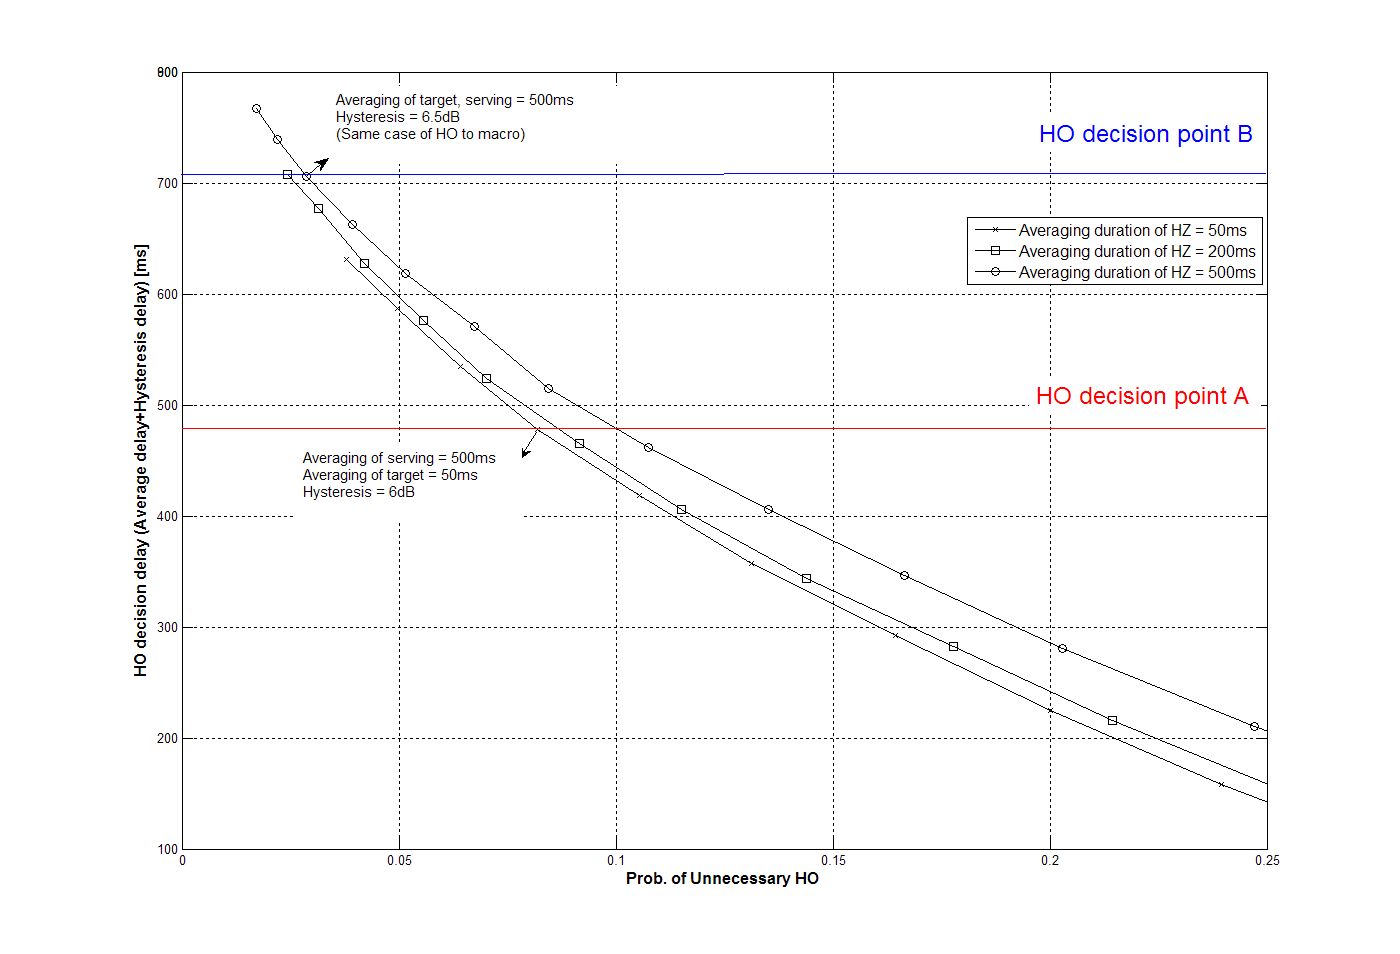 800
900
Averaging of target, serving = 500ms
Hysteresis = 6.5dB
(Same case of HO to macro)
HO decision point B
700
Averaging duration of HZ = 50ms
Averaging duration of HZ = 200ms
Averaging duration of HZ = 500ms
600
500
HO decision point A
Averaging of serving = 500ms
Averaging of target = 50ms
Hysteresis = 6dB
400
300
200
100
HO decision delay (Average delay+Hysteresis delay) [ms]
0
0.05
0.1
0.15
0.2
0.25
Prob. of Unnecessary HO